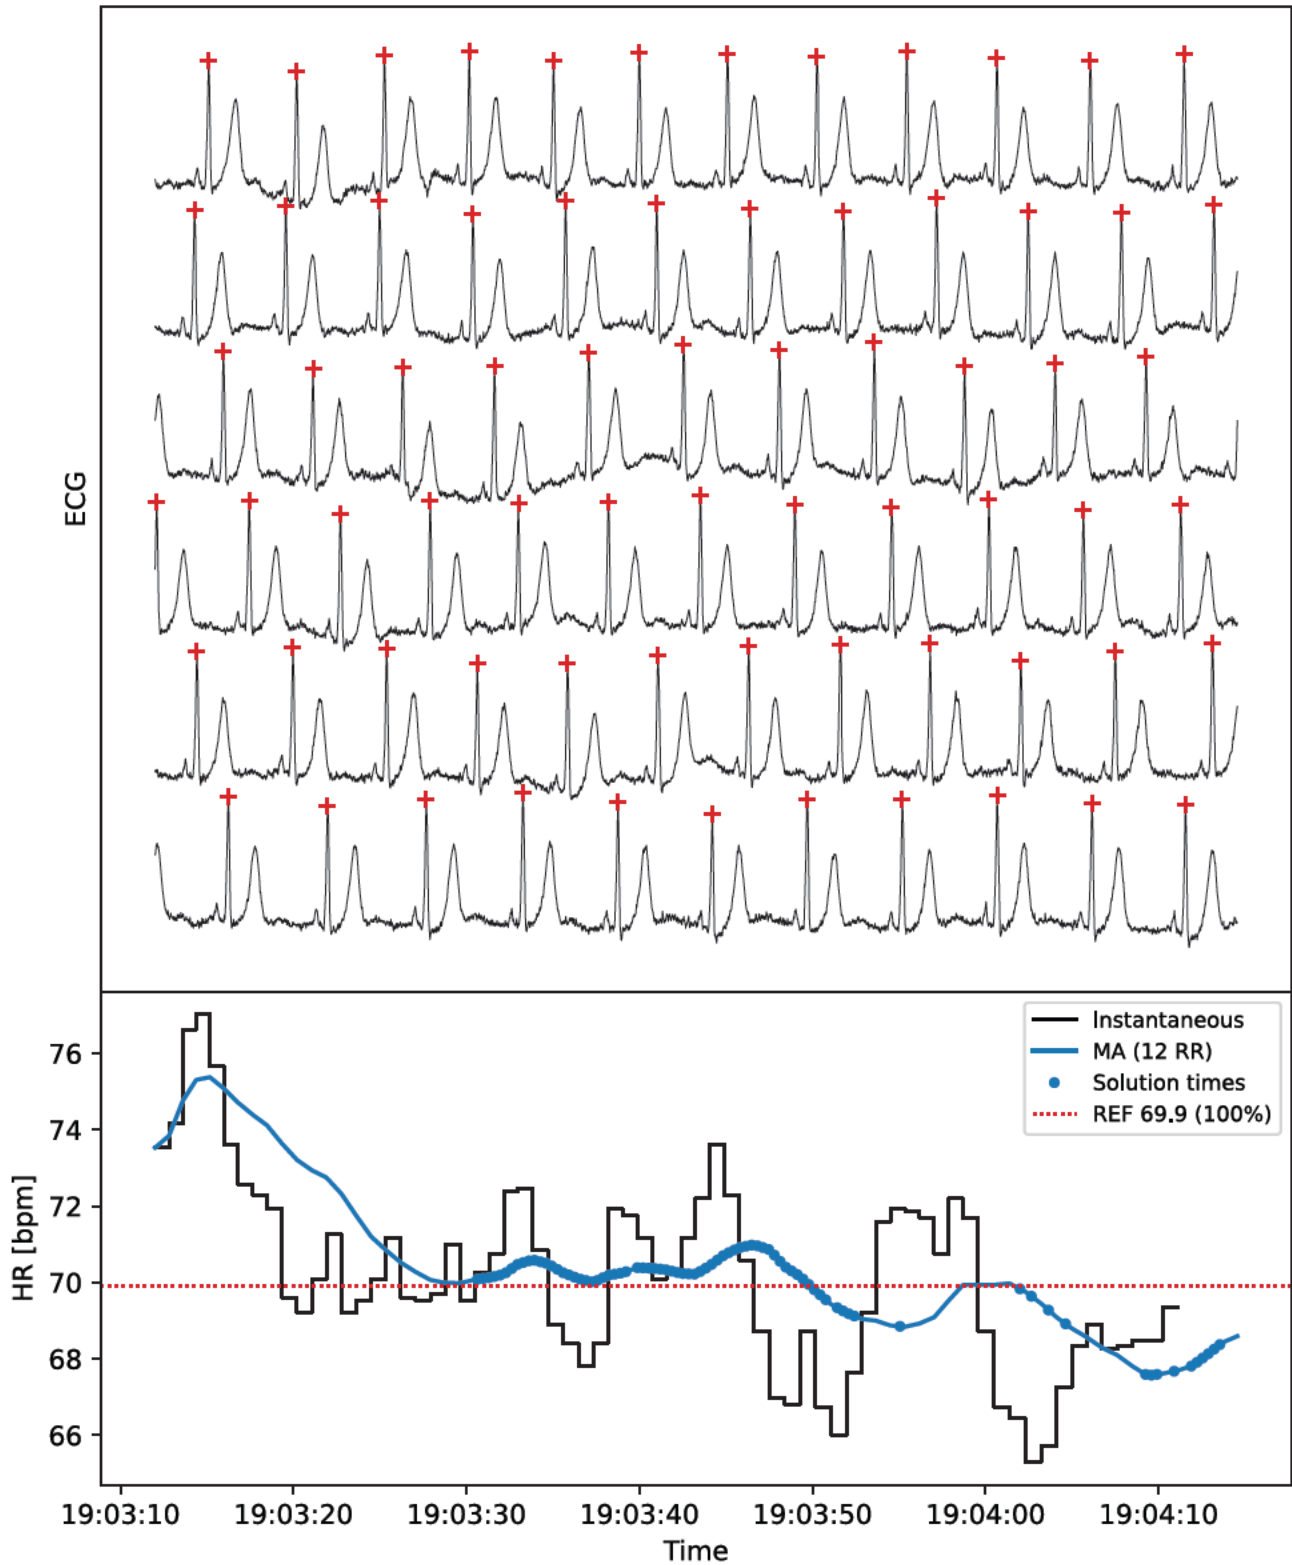 ECG
Instantaneous
MA (12 RR)
Solution times
REF 69.9 (100%)
HR [bpm]
76
74
72
70
68
66
19:03:10 19:03:20 19:03:30 19:03:40 19:03:50 19:04:00 19:04:10
Time